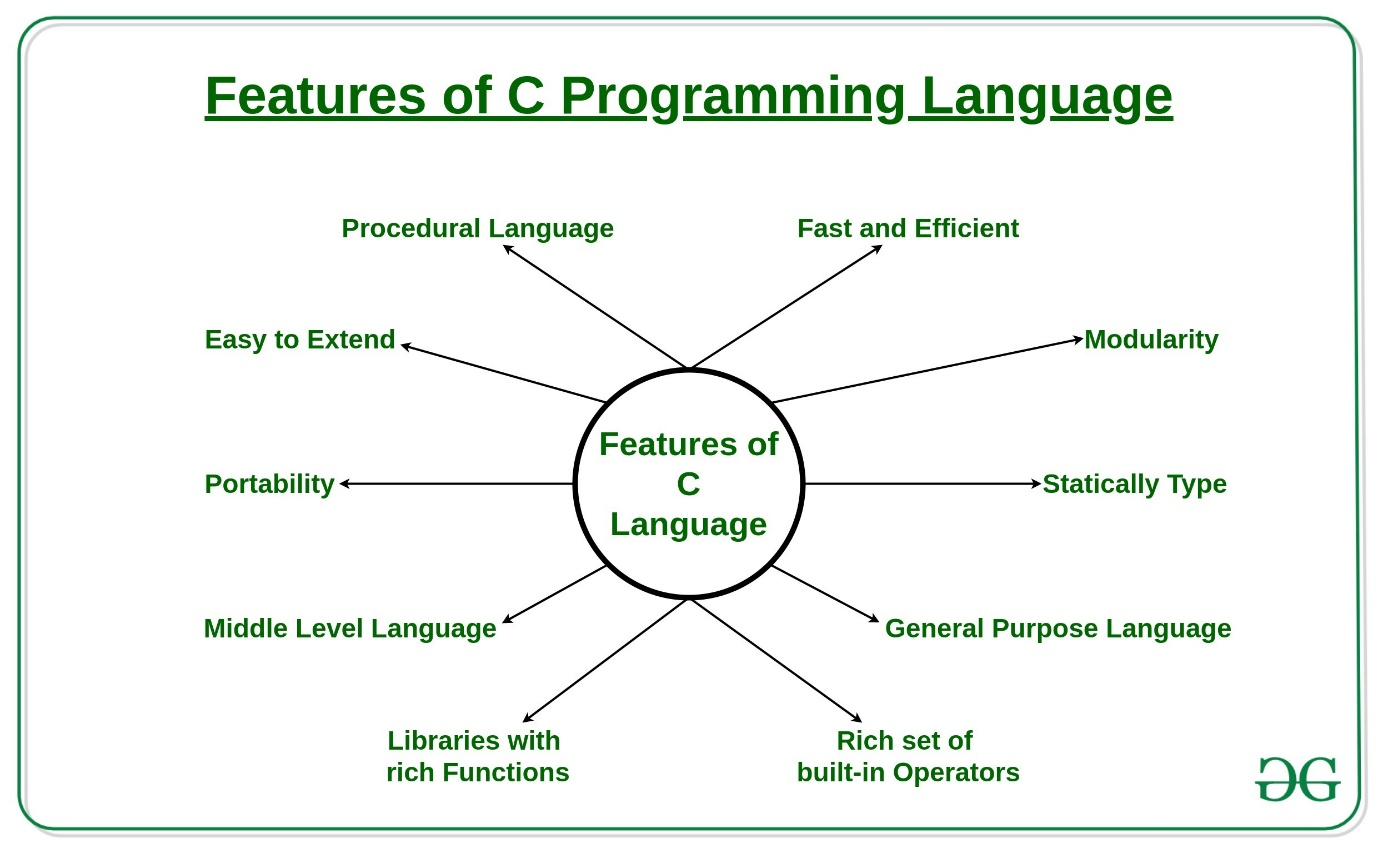 Features of C Programming Language
Procedural Language
Fast and Efficient
Easy to Extend
Modularity
Features of
C
Language
Portability
Statically Type
Middle Level Language
General Purpose Language
Libraries with
rich Functions
Rich set of
built-in Operators